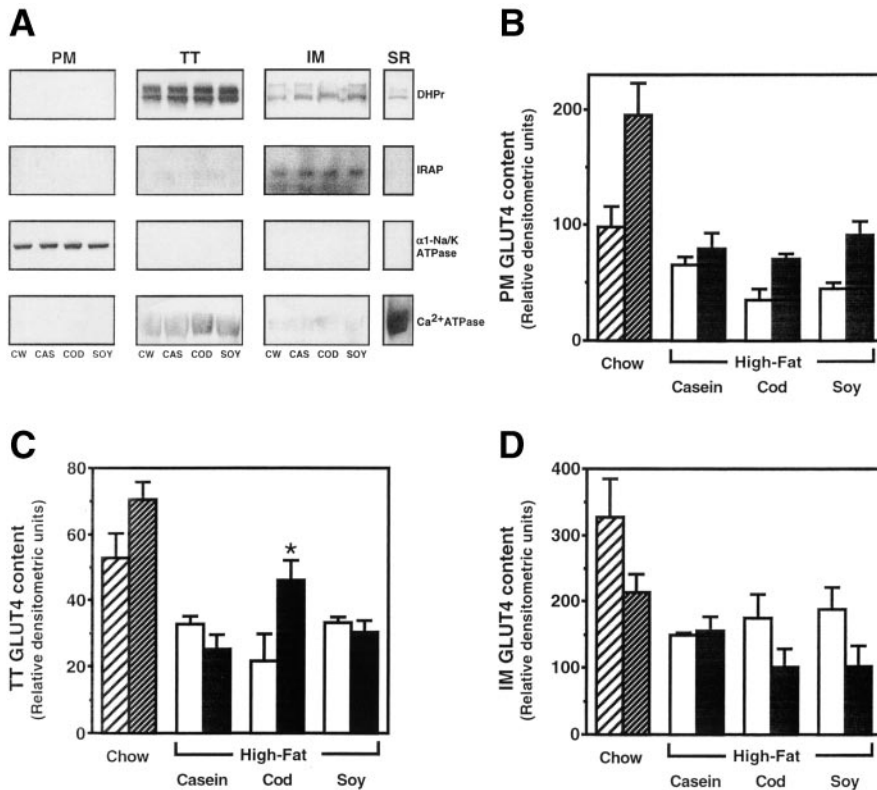 A
PM TT IM SR
DHPr
IRAP
α1-Na/K
ATPase
Ca2+ATPase
CW CAS COD SOY CW CAS COD SOY CW CAS COD SOY
B
PM GLUT4 content
(Relative densitometric units)
200
100
0
Chow
High-Fat
Casein Cod Soy
C
TT GLUT4 content
(Relative densitometric units)
80
60
40
20
0
*
Chow
High-Fat
Casein Cod Soy
D
IM GLUT4 content
(Relative densitometric units)
400
300
200
100
0
Chow
High-Fat
Casein Cod Soy